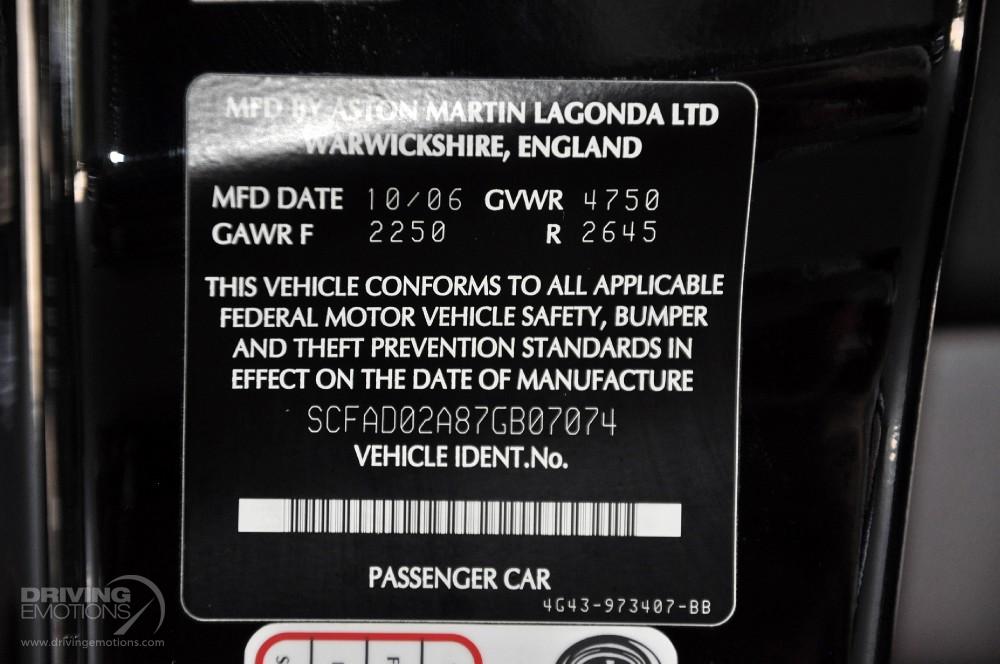 MFD BY ASTON MARTIN LAGONDA LTD
WARWICKSHIRE, ENGLAND
MFD DATE 10/06 GVWR 4750
GAWR F 2250 R 2645
THIS VEHICLE CONFORMS TO ALL APPLICABLE
FEDERAL MOTOR VEHICLE SAFETY, BUMPER
AND THEFT PREVENTION STANDARDS IN
EFFECT ON THE DATE OF MANUFACTURE
SCFAD02A87GB07074
VEHICLE IDENT.No.
PASSENGER CAR
4G43-973407-BB
DRIVING
EMOTIONS
www.drivingemotions.com